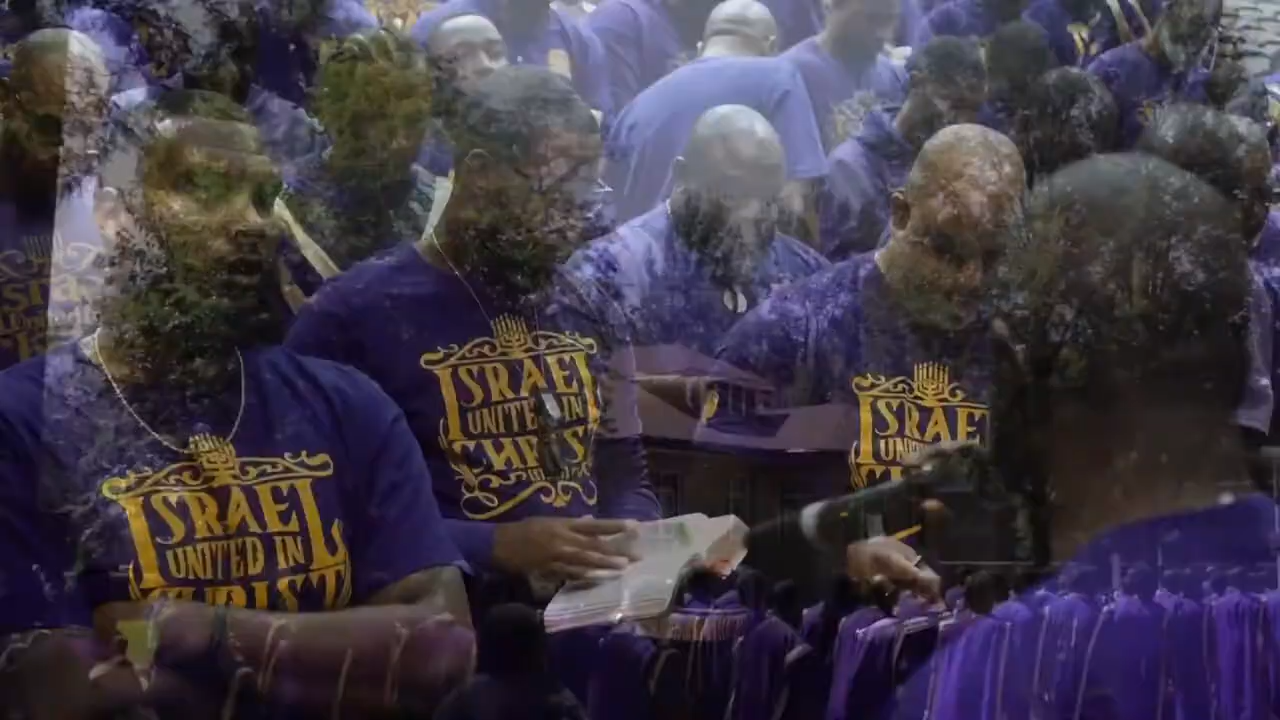 ISRAEL
UNITED IN
CHRIST
ISRAEL
UNITED IN
CHRIST
ISRAEL